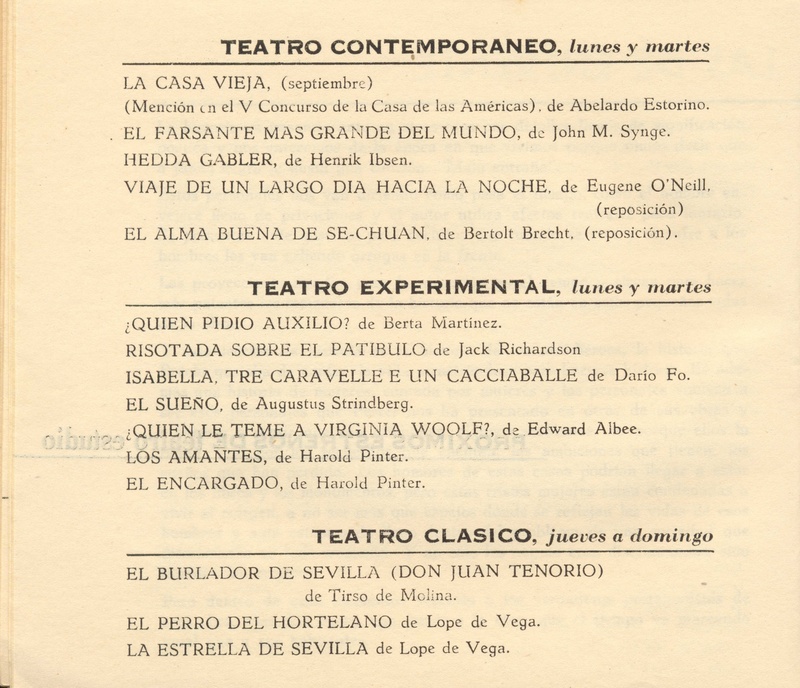 TEATRO CONTEMPORANEO, lunes y martes
LA CASA VIEJA, (septiembre)
(Mención en el V Concurso de la Casa de las Américas), de Abelardo Estorino.
EL FARSANTE MAS GRANDE DEL MUNDO, de John M. Synge.
HEDDA GABLER, de Henrik Ibsen.
VIAJE DE UN LARGO DIA HACIA LA NOCHE, de Eugene O'Neill,
(reposición)
EL ALMA BUENA DE SE-CHUAN, de Bertolt Brecht, (reposición).
TEATRO EXPERIMENTAL, lunes y martes
¿QUIEN PIDIO AUXILIO? de Berta Martínez.
RISOTADA SOBRE EL PATIBULO de Jack Richardson
ISABELLA, TRE CARAVELLE E UN CACCIABALLE de Darío Fo.
EL SUEÑO, de Augustus Strindberg.
¿QUIEN LE TEME A VIRGINIA WOOLF?, de Edward Albee.
PROXIMOS ESTRENOS DE teatro estudio
LOS AMANTES, de Harold Pinter.
EL ENCARGADO, de Harold Pinter.
TEATRO CLASICO, jueves a domingo
EL BURLADOR DE SEVILLA (DON JUAN TENORIO)
de Tirso de Molina.
EL PERRO DEL HORTELANO de Lope de Vega.
LA ESTRELLA DE SEVILLA de Lope de Vega.